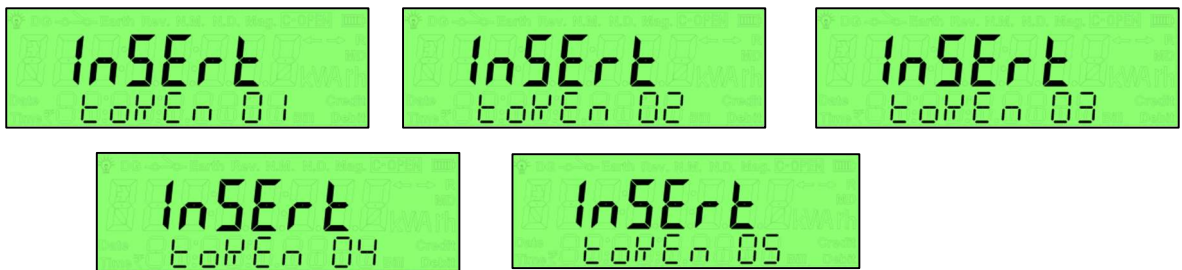 InSErt
toKEn 01
InSErt
toKEn 02
InSErt
toKEn 03
InSErt
toKEn 04
InSErt
toKEn 05